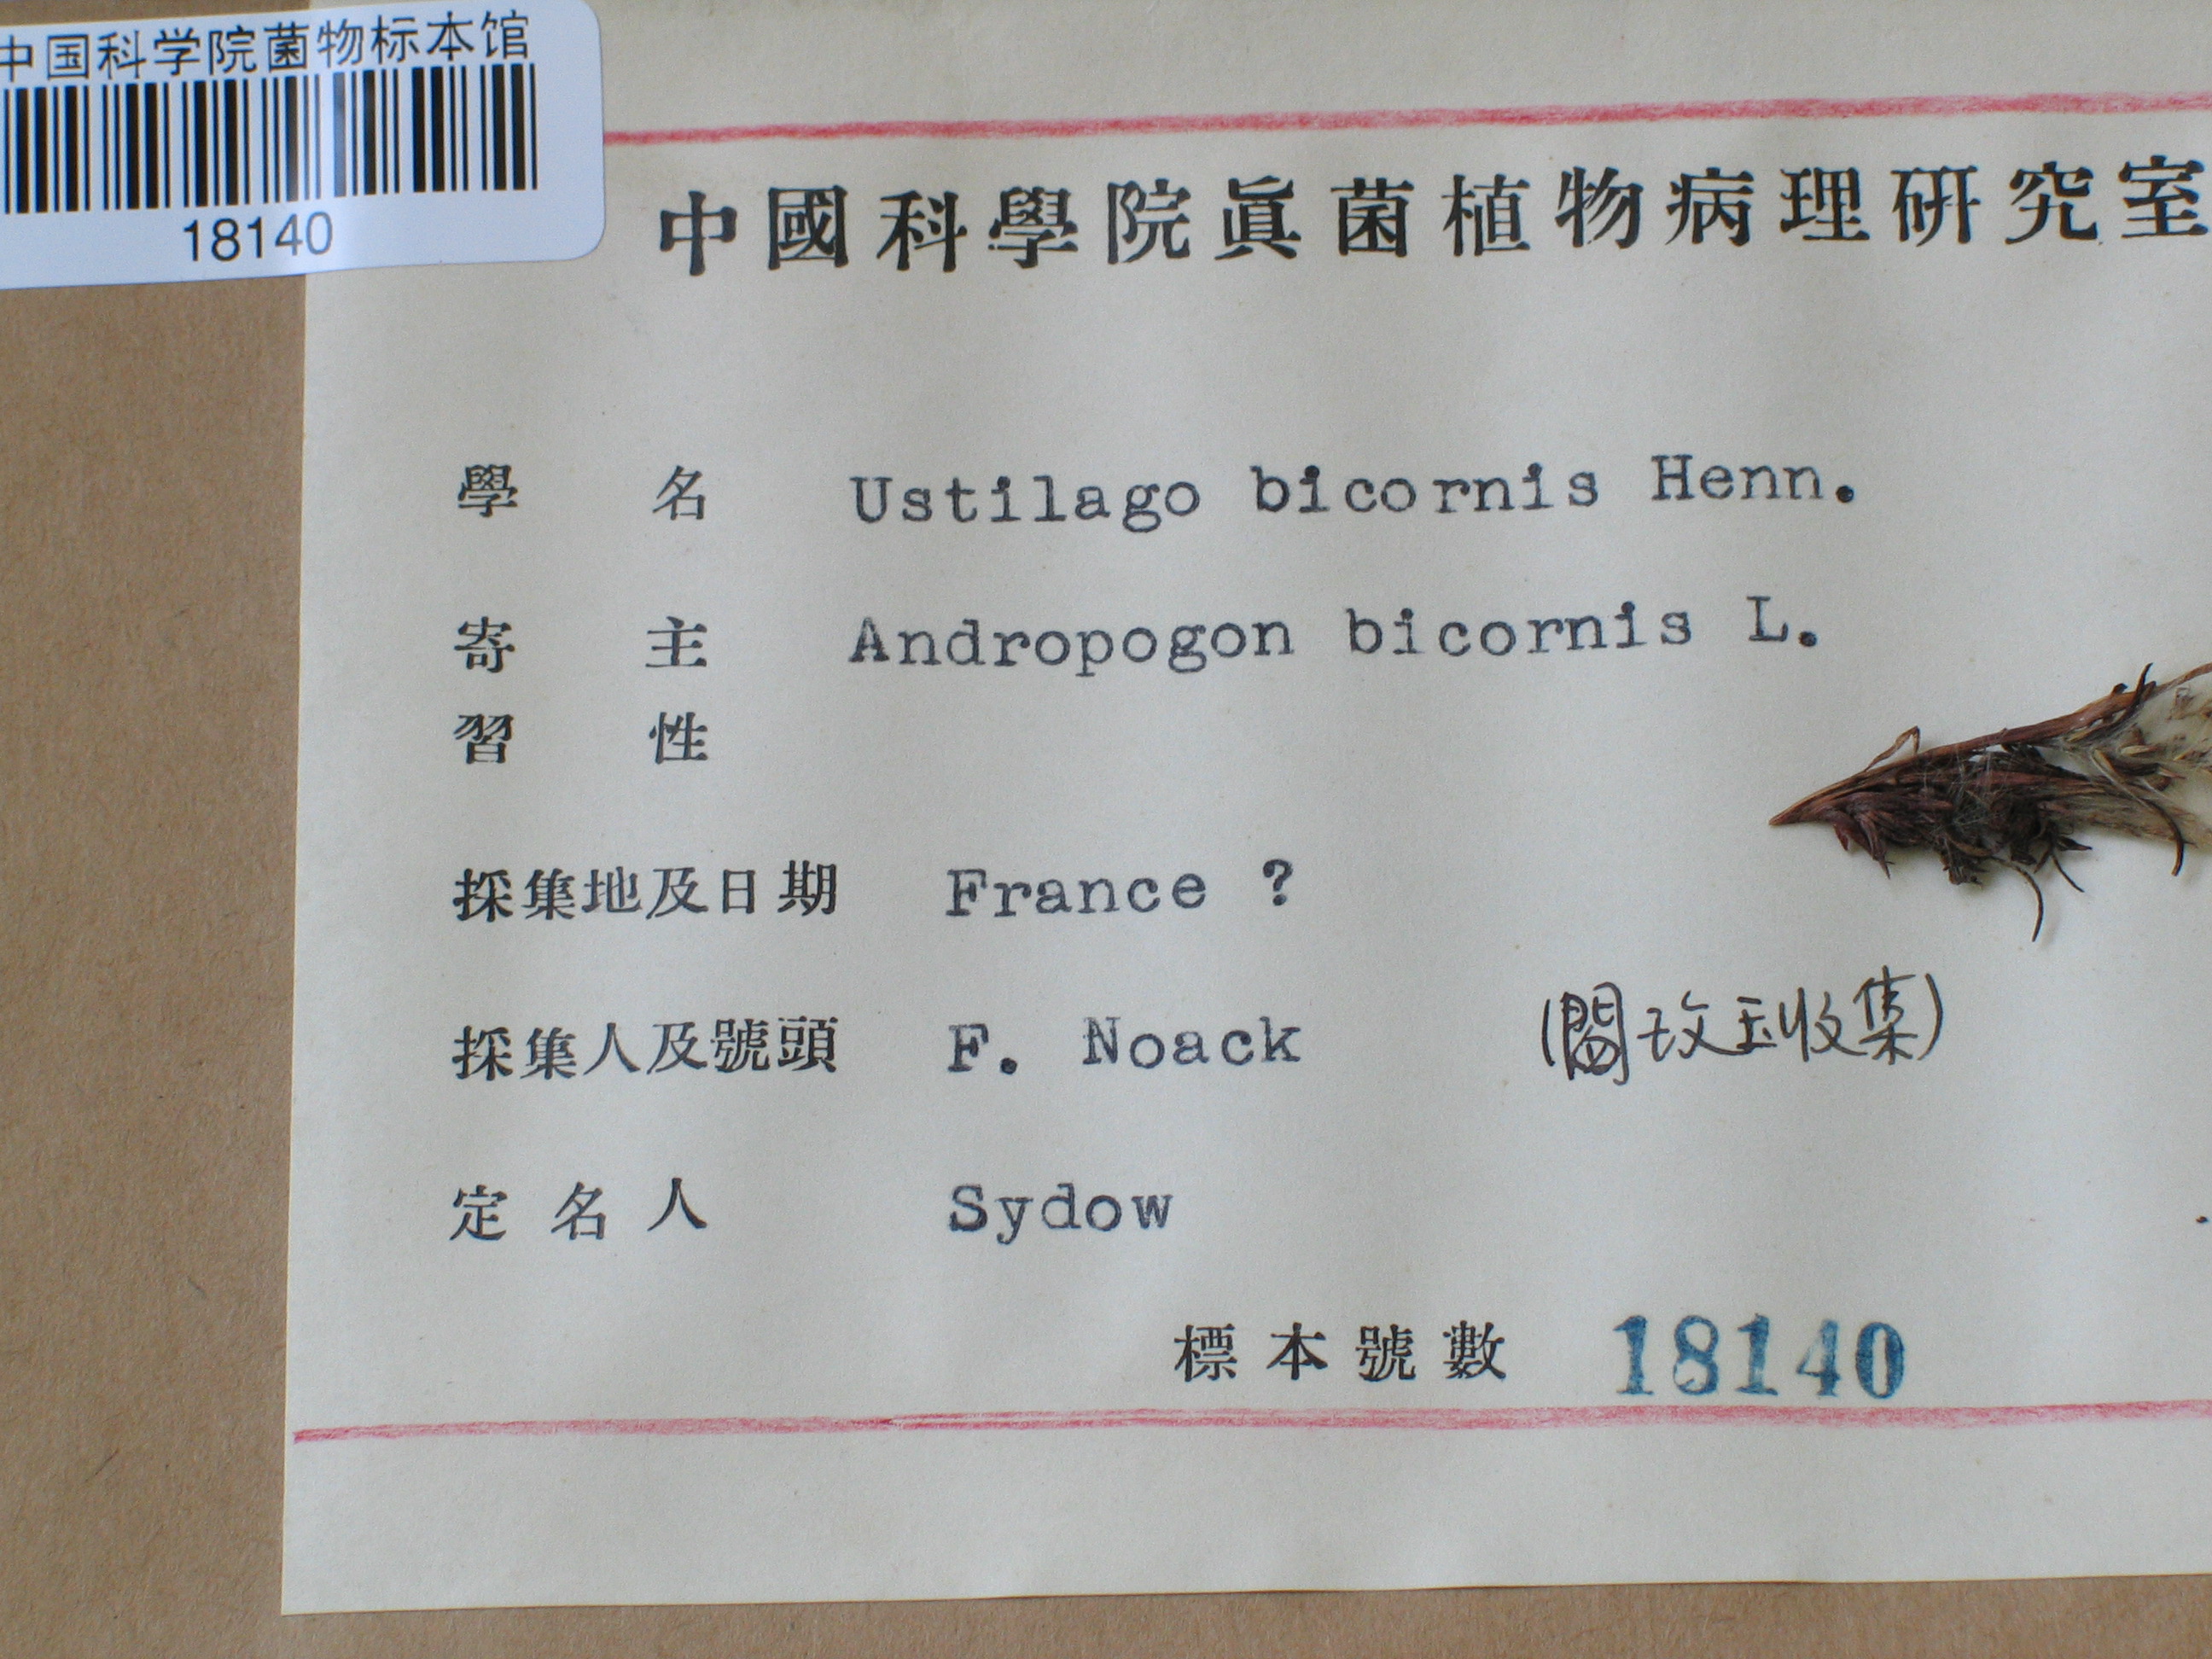 中国科学院菌物标本馆
18140
中國科學院眞菌植物病理研究室
學名 Ustilago bicornis Henn.
寄主 Andropogon bicornis L.
習性
採集地及日期 France ?
採集人及號頭 F. Noack (閻玫玉收集)
定名人 Sydow
標本號數 18140